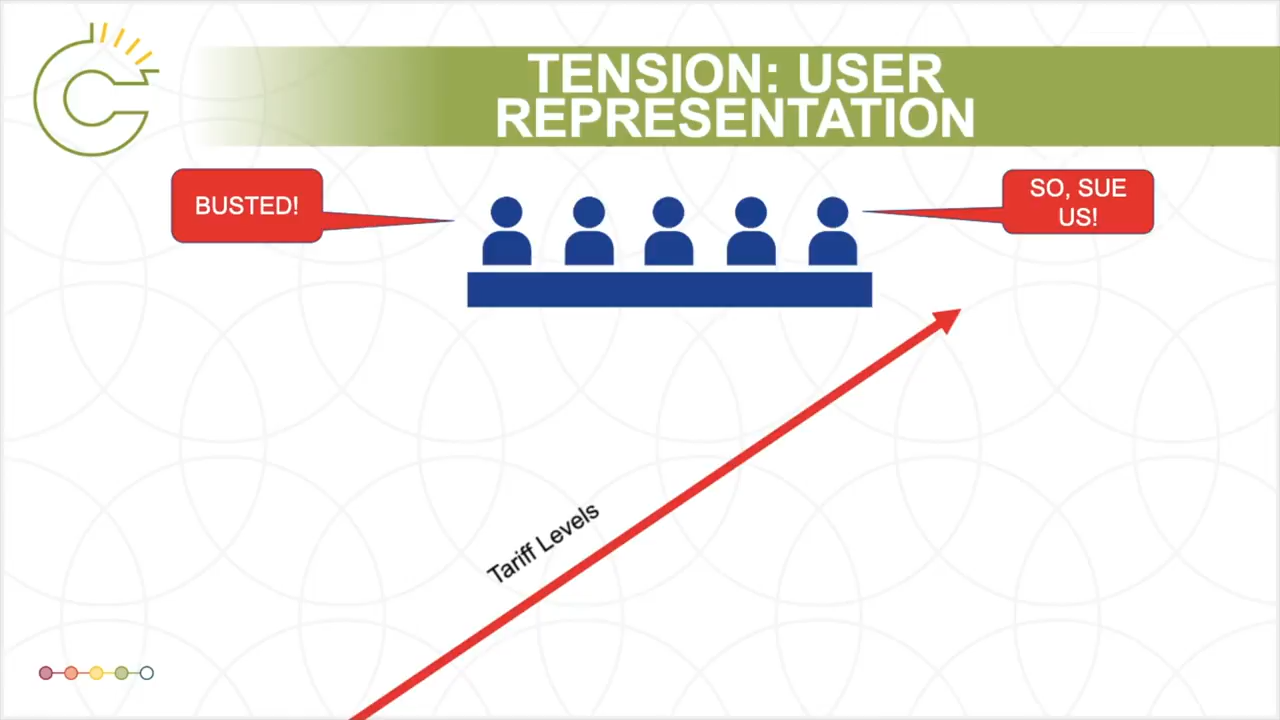 TENSION: USER
REPRESENTATION
BUSTED!
SO, SUE
US!
Tariff Levels